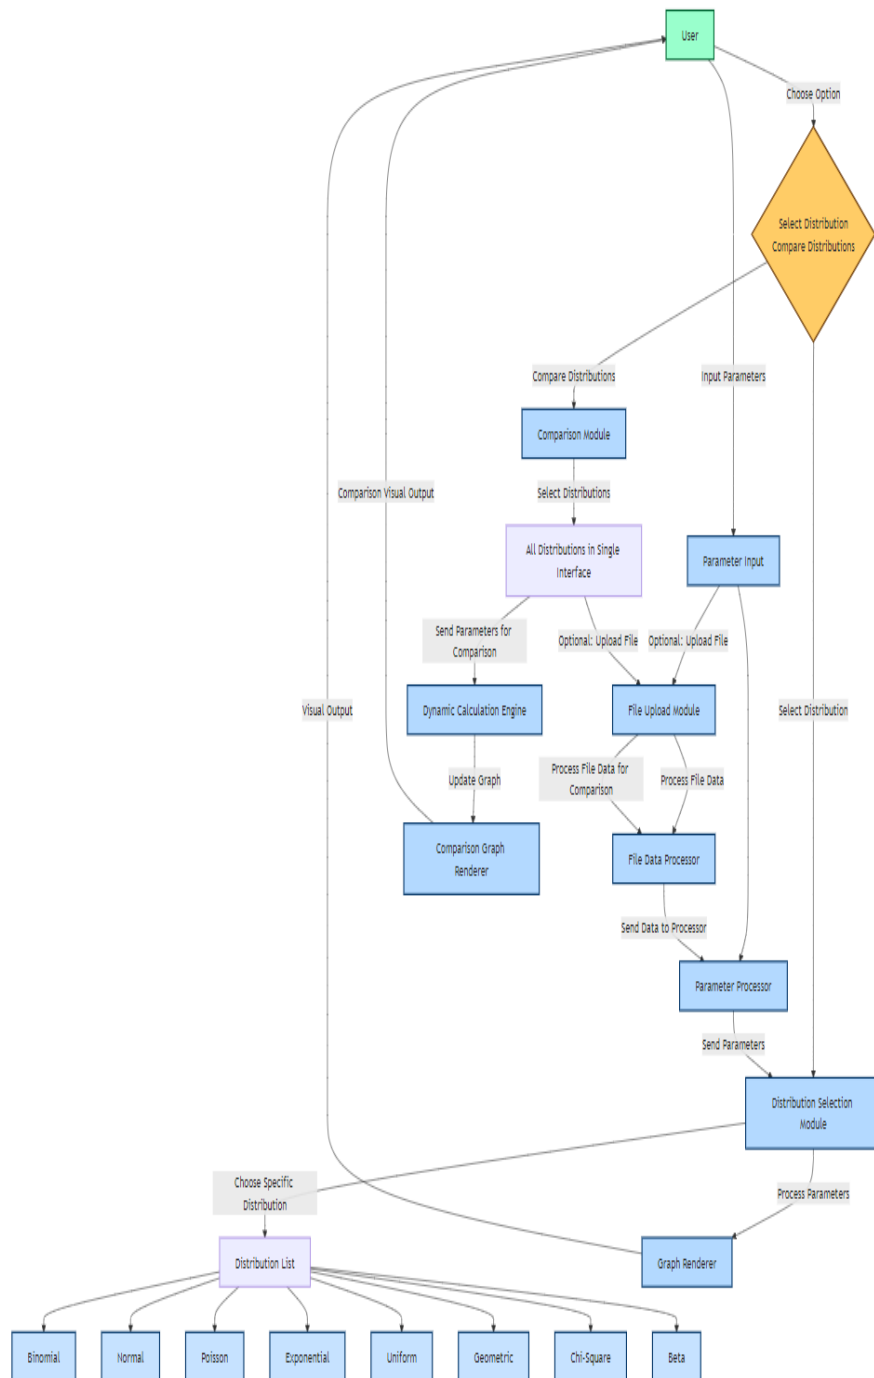 User
Choose Option
Select Distribution
Compare Distributions
Compare Distributions
Input Parameters
Comparison Module
Comparison Visual Output
Select Distributions
All Distributions in Single
Interface
Parameter Input
Send Parameters for
Comparison
Optional: Upload File
Optional: Upload File
Visual Output
Dynamic Calculation Engine
File Upload Module
Select Distribution
Update Graph
Process File Data for
Comparison
Process File Data
Comparison Graph
Renderer
File Data Processor
Send Data to Processor
Parameter Processor
Send Parameters
Distribution Selection
Module
Choose Specific
Distribution
Process Parameters
Distribution List
Graph Renderer
Binomial
Normal
Poisson
Exponential
Uniform
Geometric
Chi-Square
Beta